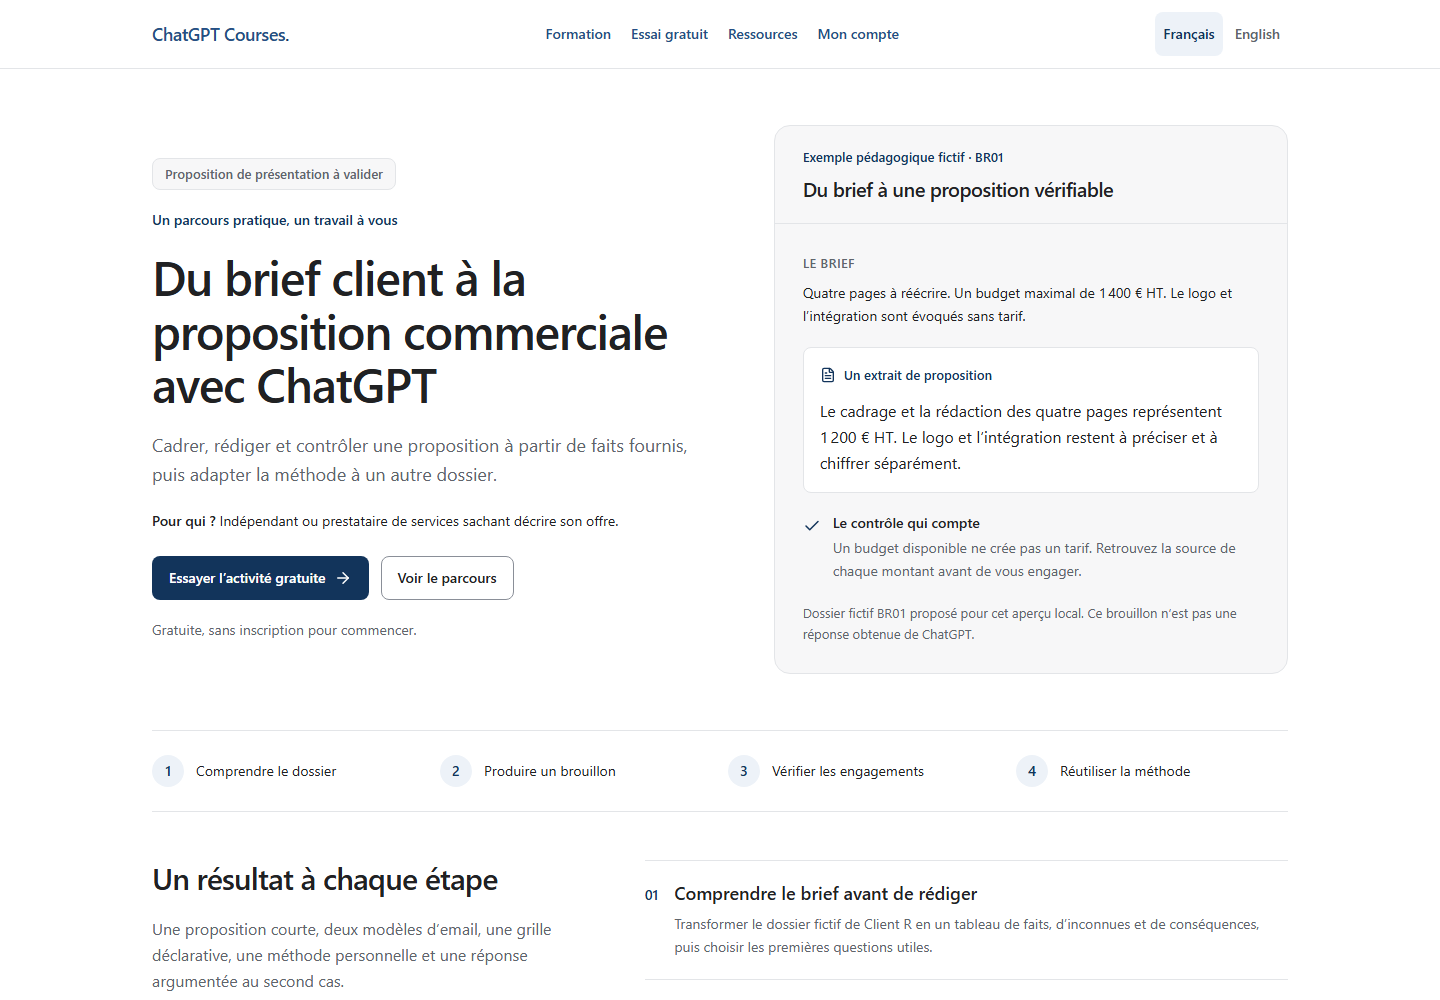 ChatGPT Courses.
Formation
Essai gratuit
Ressources
Mon compte
Français
English
Proposition de présentation à valider
Un parcours pratique, un travail à vous
Du brief client à la
proposition commerciale
avec ChatGPT
Cadrer, rédiger et contrôler une proposition à partir de faits fournis,
puis adapter la méthode à un autre dossier.
Pour qui ? Indépendant ou prestataire de services sachant décrire son offre.
Essayer l’activité gratuite
Voir le parcours
Gratuite, sans inscription pour commencer.
Exemple pédagogique fictif · BR01
Du brief à une proposition vérifiable
LE BRIEF
Quatre pages à réécrire. Un budget maximal de 1 400 € HT. Le logo et
l’intégration sont évoqués sans tarif.
Un extrait de proposition
Le cadrage et la rédaction des quatre pages représentent
1 200 € HT. Le logo et l’intégration restent à préciser et à
chiffrer séparément.
Le contrôle qui compte
Un budget disponible ne crée pas un tarif. Retrouvez la source de
chaque montant avant de vous engager.
Dossier fictif BR01 proposé pour cet aperçu local. Ce brouillon n’est pas une
réponse obtenue de ChatGPT.
1 Comprendre le dossier
2 Produire un brouillon
3 Vérifier les engagements
4 Réutiliser la méthode
Un résultat à chaque étape
Une proposition courte, deux modèles d’email, une grille
déclarative, une méthode personnelle et une réponse
argumentée au second cas.
01 Comprendre le brief avant de rédiger
Transformer le dossier fictif de Client R en un tableau de faits, d’inconnues et de conséquences,
puis choisir les premières questions utiles.